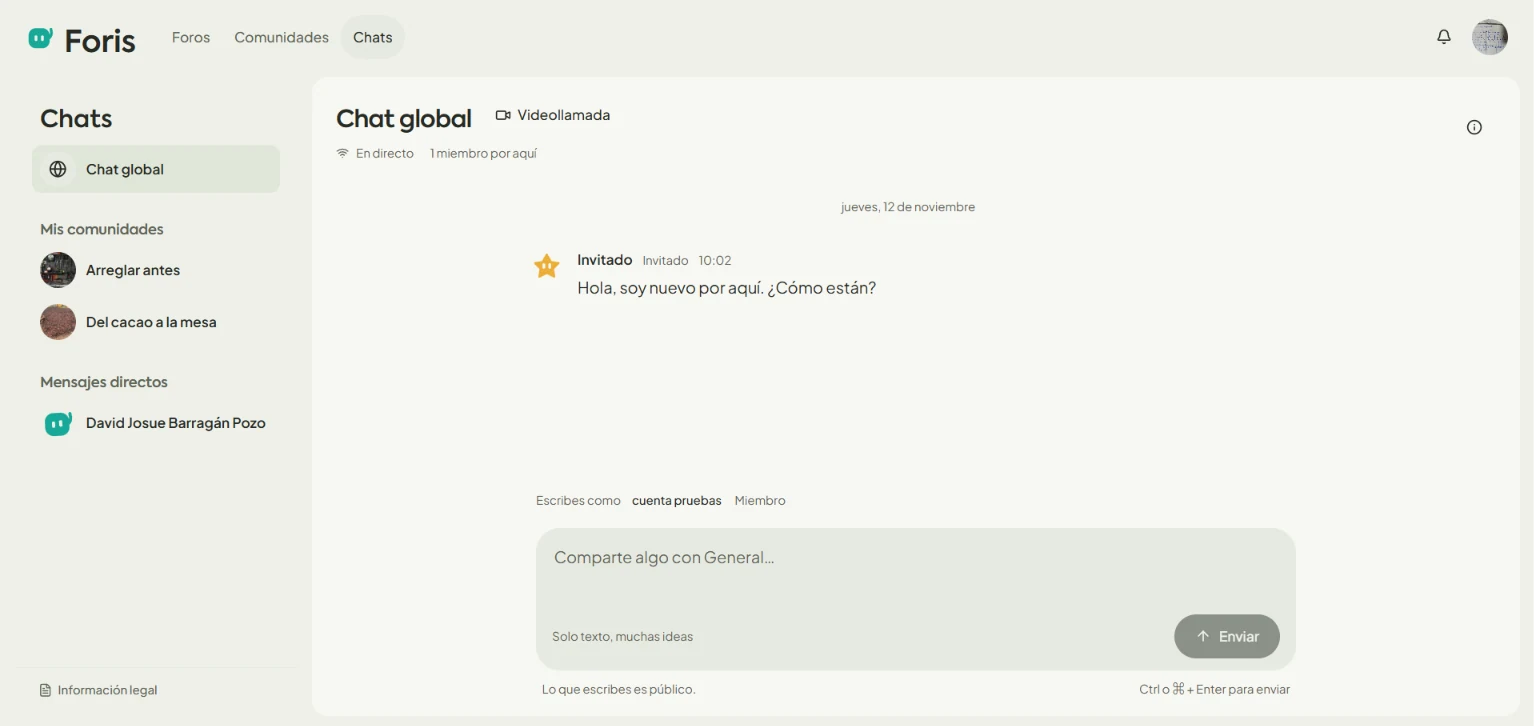 Foris
Foros
Comunidades
Chats
Chats
Chat global
Mis comunidades
Arreglar antes
Del cacao a la mesa
Mensajes directos
David Josue Barragán Pozo
Información legal
Chat global
Videollamada
En directo 1 miembro por aquí
jueves, 12 de noviembre
Invitado Invitado 10:02
Hola, soy nuevo por aquí. ¿Cómo están?
Escribes como cuenta pruebas Miembro
Comparte algo con General...
Solo texto, muchas ideas
Enviar
Lo que escribes es público.
Ctrl o ⌘ + Enter para enviar